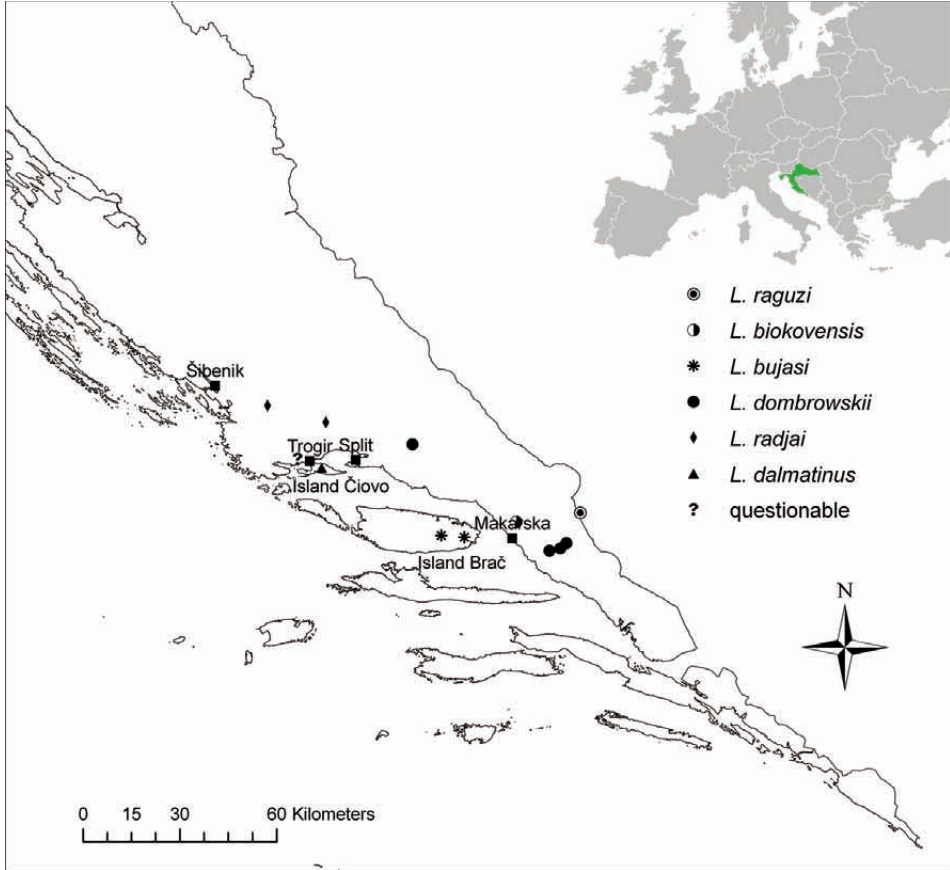 L. raguzi
L. biokovensis
L. bujasi
L. dombrowskii
L. radjai
L. dalmatinus
? questionable
Šibenik
Trogir Split
?
Island Čiovo
Makarska
Island Brač
N
0 15 30 60 Kilometers